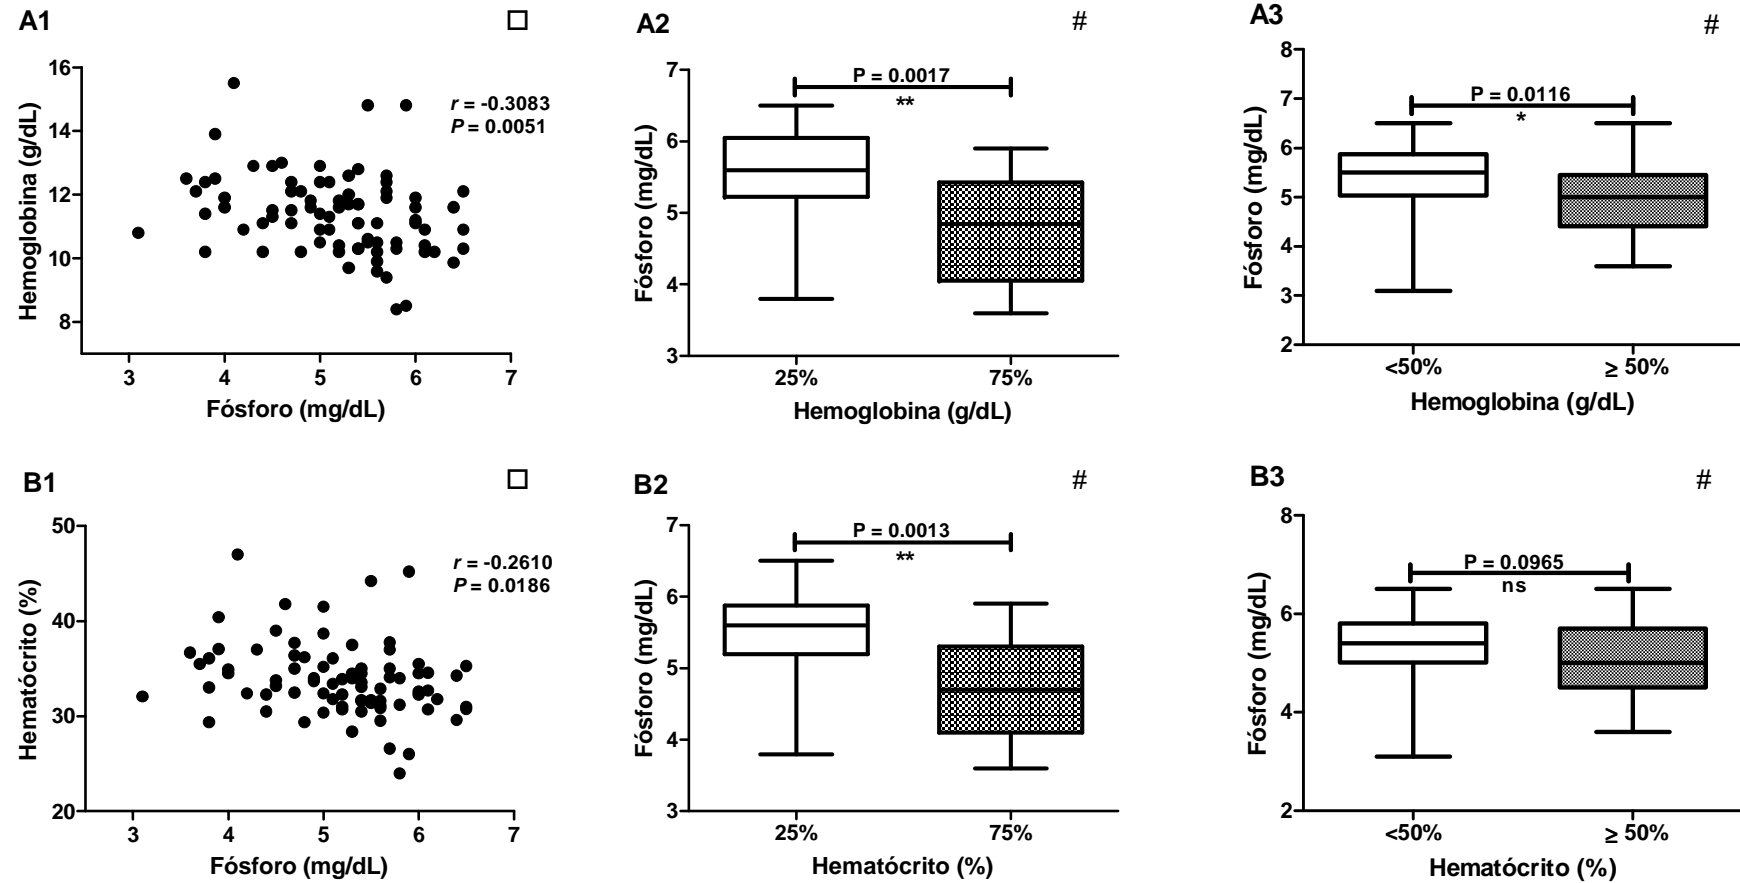 A1 □
16
14
12
10
8
r = -0.3083
P = 0.0051
3 4 5 6 7
Hemoglobina (g/dL)
Fósforo (mg/dL)
A2 #
7
6
5
4
3
P = 0.0017
**
25% 75%
Fósforo (mg/dL)
Hemoglobina (g/dL)
A3 #
8
7
6
5
4
3
2
P = 0.0116
*
<50% ≥ 50%
Fósforo (mg/dL)
Hemoglobina (g/dL)
B1 □
50
40
30
20
r = -0.2610
P = 0.0186
3 4 5 6 7
Hematócrito (%)
Fósforo (mg/dL)
B2 #
7
6
5
4
3
P = 0.0013
**
25% 75%
Fósforo (mg/dL)
Hematócrito (%)
B3 #
8
6
4
2
P = 0.0965
ns
<50% ≥ 50%
Fósforo (mg/dL)
Hematócrito (%)